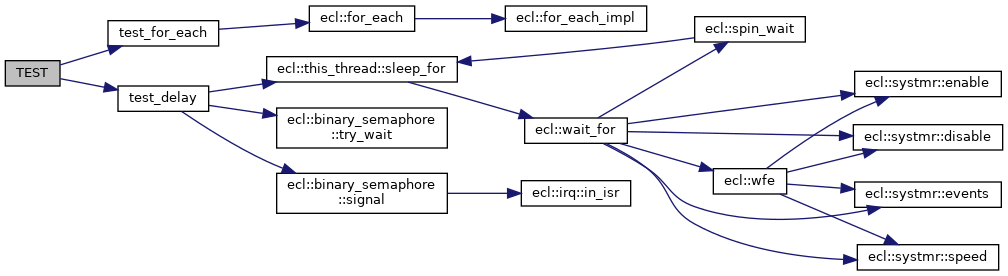 TEST
test_for_each
ecl::for_each
ecl::for_each_impl
test_delay
ecl::this_thread::sleep_for
ecl::binary_semaphore
::try_wait
ecl::binary_semaphore
::signal
ecl::irq::in_isr
ecl::wait_for
ecl::spin_wait
ecl::wfe
ecl::systmr::enable
ecl::systmr::disable
ecl::systmr::events
ecl::systmr::speed